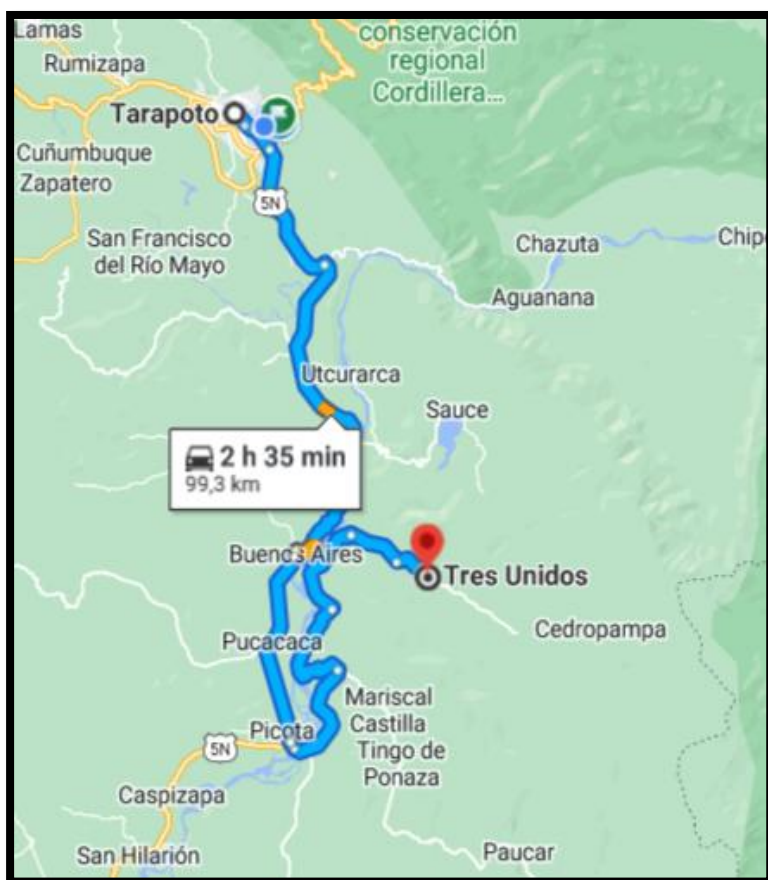 Lamas
conservación
regional
Cordillera...
Rumizapa
Tarapoto
Cuñumbuque
Zapatero
5N
San Francisco
del Río Mayo
Chazuta
Chip
Aguanana
Utcurarca
Sauce
2 h 35 min
99,3 km
Buenos Aires
Tres Unidos
Cedropampa
Pucacaca
Mariscal
Castilla
Picota
Tingo de
Ponaza
5N
Caspizapa
San Hilarión
Paucar